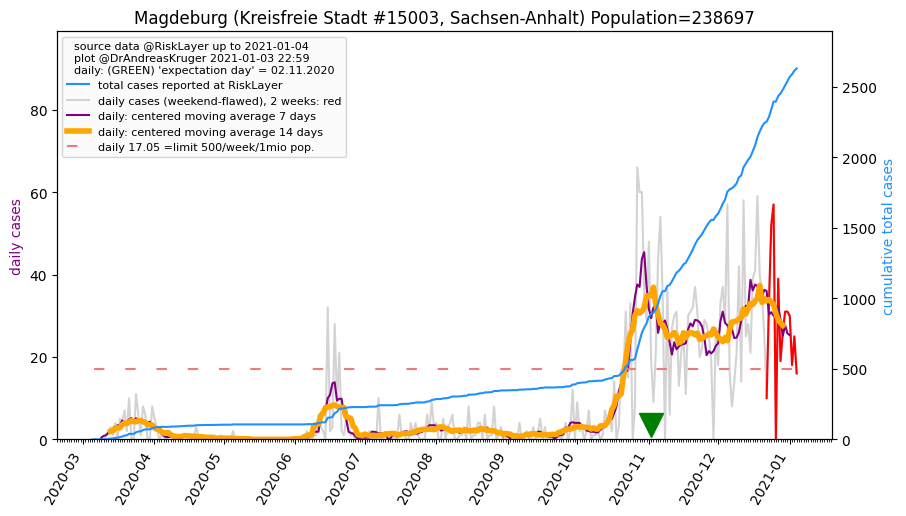 Magdeburg (Kreisfreie Stadt #15003, Sachsen-Anhalt) Population=238697
source data @RiskLayer up to 2021-01-04
plot @DrAndreasKruger 2021-01-03 22:59
daily: (GREEN) 'expectation day' = 02.11.2020
total cases reported at RiskLayer
daily cases (weekend-flawed), 2 weeks: red
daily: centered moving average 7 days
daily: centered moving average 14 days
daily 17.05 =limit 500/week/1mio pop.
daily cases
80
60
40
20
0
cumulative total cases
2500
2000
1500
1000
500
0
2020-03
2020-04
2020-05
2020-06
2020-07
2020-08
2020-09
2020-10
2020-11
2020-12
2021-01